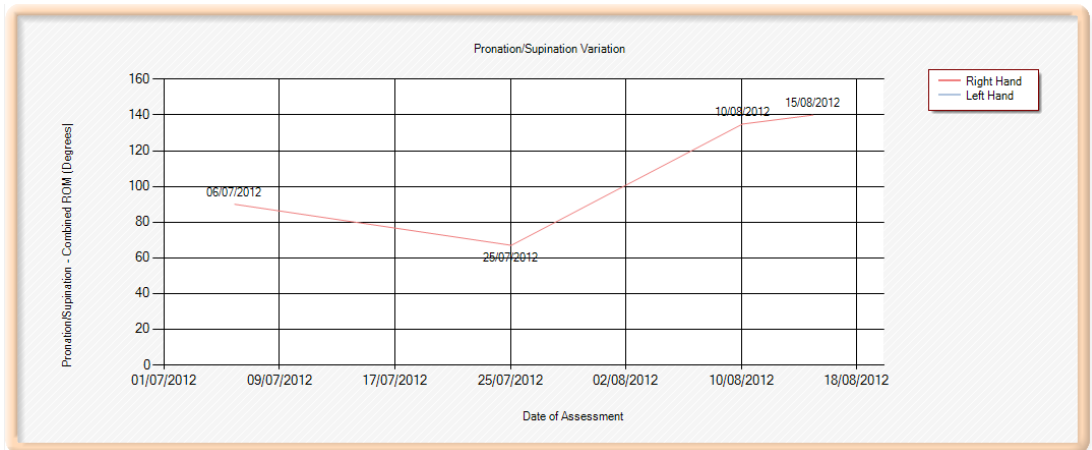 Pronation/Supination Variation
Right Hand
Left Hand
Pronation/Supination - Combined ROM (Degrees)
160
140
120
100
80
60
40
20
0
06/07/2012
25/07/2012
10/08/2012
15/08/2012
01/07/2012 09/07/2012 17/07/2012 25/07/2012 02/08/2012 10/08/2012 18/08/2012
Date of Assessment